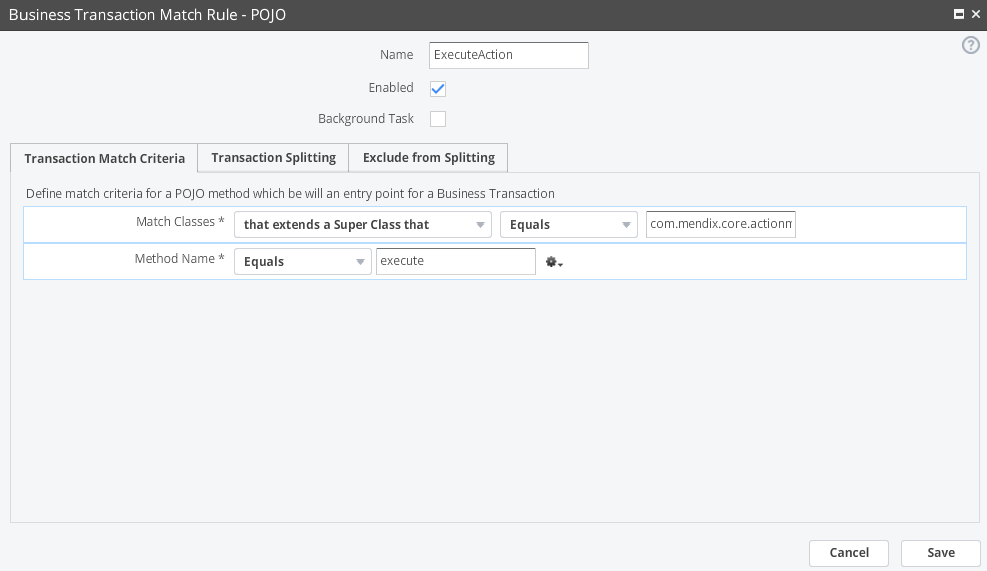 Business Transaction Match Rule - POJO
Name ExecuteAction
Enabled
Background Task
Transaction Match Criteria Transaction Splitting Exclude from Splitting
Define match criteria for a POJO method which be will an entry point for a Business Transaction
Match Classes * that extends a Super Class that Equals com.mendix.core.actionm
Method Name * Equals execute
Cancel Save